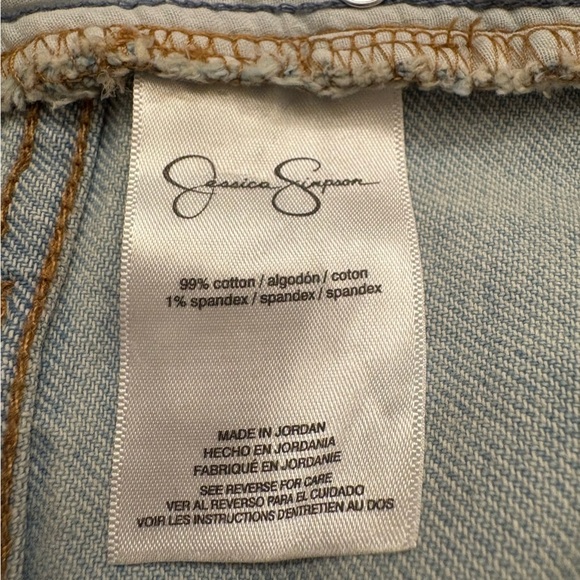 Jessica Simpson
99% cotton / algodón / coton
1% spandex / spandex / spandex
MADE IN JORDAN
HECHO EN JORDANIA
FABRIQUÉ EN JORDANIE
SEE REVERSE FOR CARE
VER AL REVERSO PARA EL CUIDADO
VOIR LES INSTRUCTIONS D'ENTRETIEN AU DOS